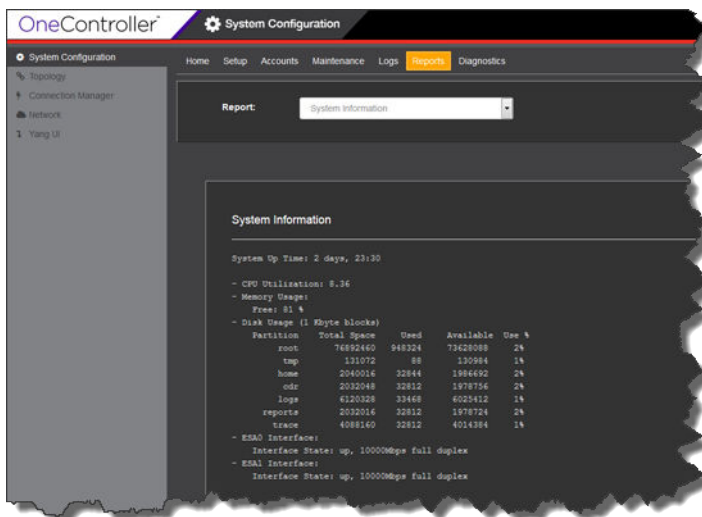 OneController
System Configuration
System Configuration
Topology
Connection Manager
Network
Yang UI
Home Setup Accounts Maintenance Logs Reports Diagnostics
Report: System Information
System Information
System Up Time: 2 days, 23:30
- CPU Utilization: 8.36
- Memory Usage:
Free: 81 %
- Disk Usage (1 Kbyte blocks)
Partition Total Space Used Available Use %
root 76892460 948324 73628088 2%
tmp 131072 88 130984 1%
home 2040016 32844 1986692 2%
odr 2032048 32812 1978756 2%
logs 6120328 33468 6025412 1%
reports 2032016 32812 1978724 2%
trace 4088160 32812 4014384 1%
- ESA0 Interface:
Interface State: up, 10000Mbps full duplex
- ESA1 Interface:
Interface State: up, 10000Mbps full duplex